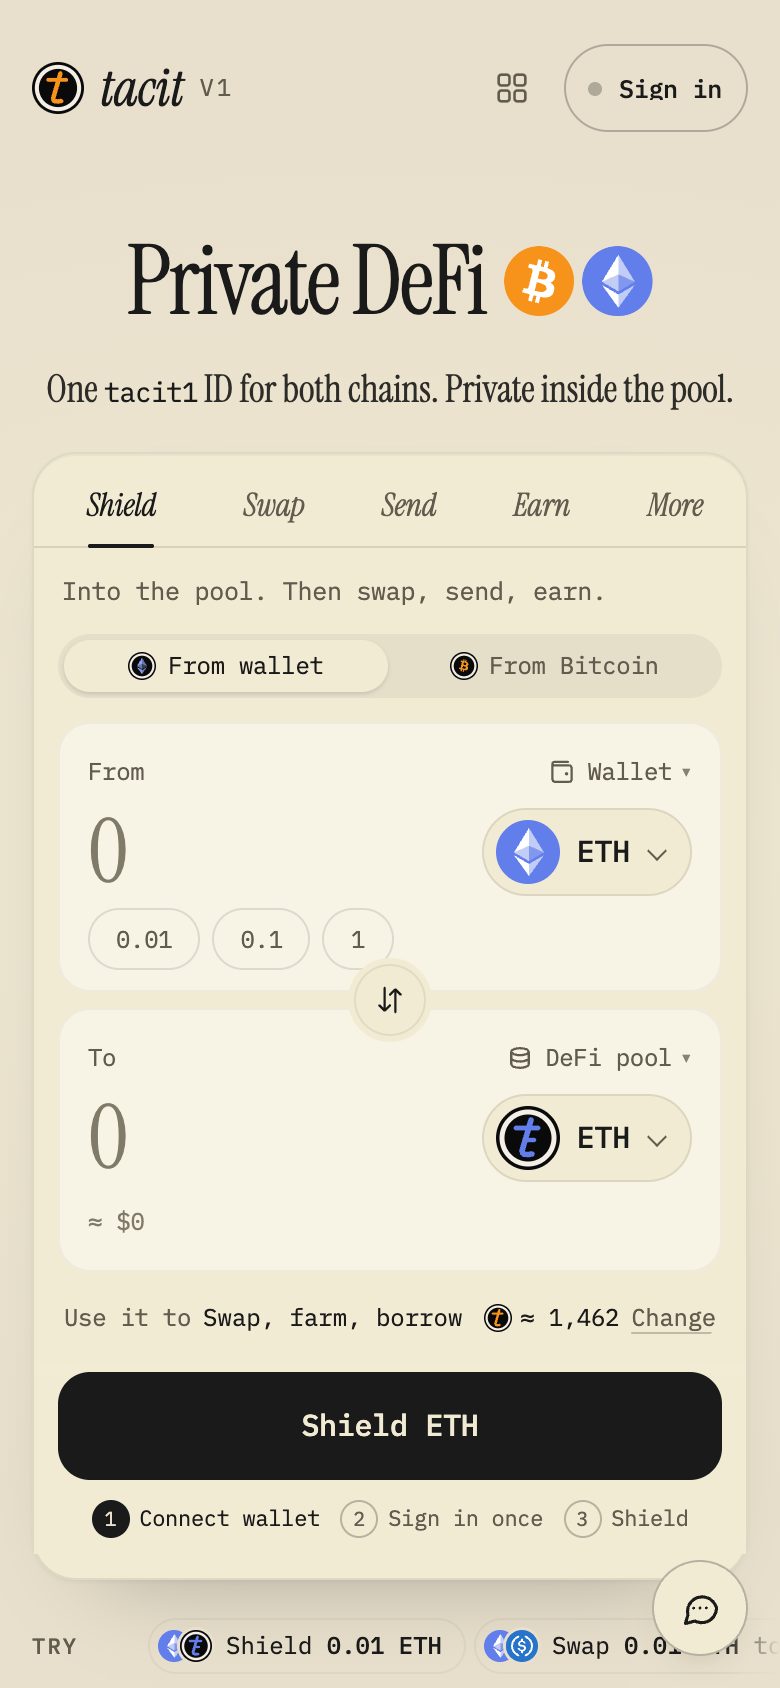 tacit V1
Sign in
Private DeFi
One tacit1 ID for both chains. Private inside the pool.
Shield Swap Send Earn More
Into the pool. Then swap, send, earn.
From wallet From Bitcoin
From Wallet
0 ETH
0.01 0.1 1
To DeFi pool
0 ETH
≈ $0
Use it to Swap, farm, borrow ≈ 1,462 Change
Shield ETH
1 Connect wallet 2 Sign in once 3 Shield
TRY Shield 0.01 ETH Swap